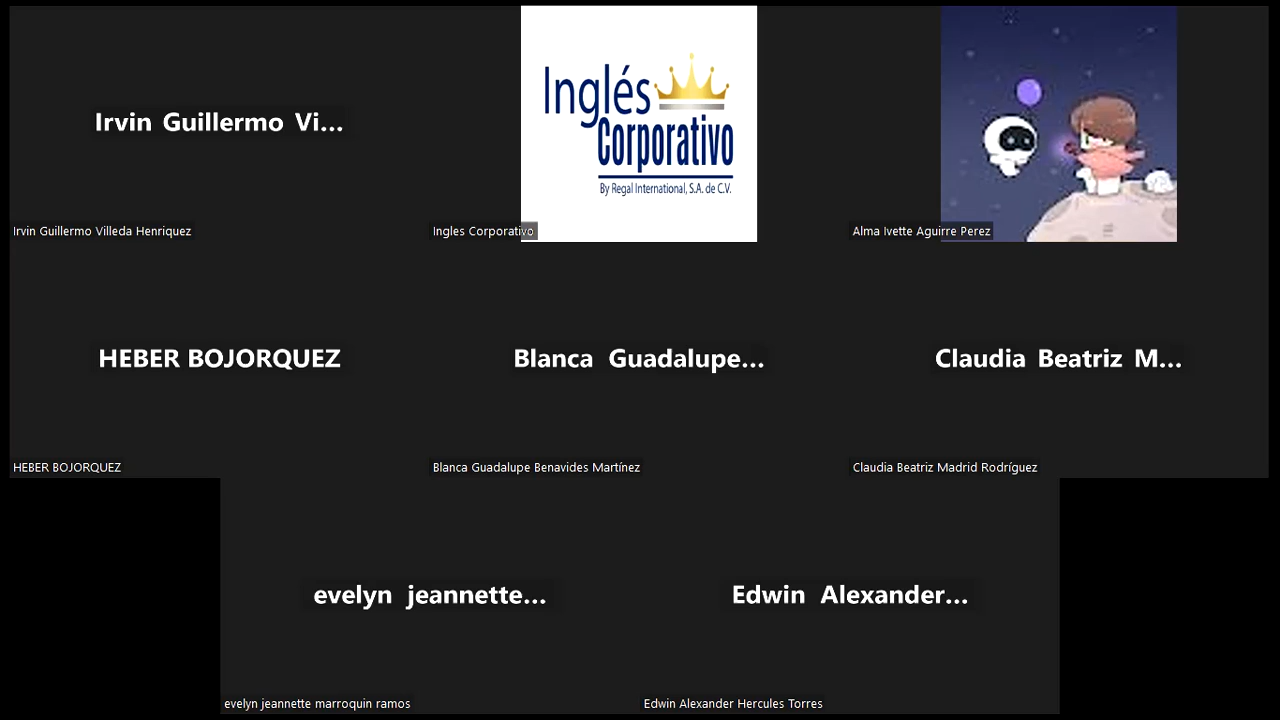 Irvin Guillermo Vi...
Irvin Guillermo Villeda Henriquez
Inglés
Corporativo
By Regal International, S.A. de C.V.
Ingles Corporativo
Alma Ivette Aguirre Perez
HEBER BOJORQUEZ
HEBER BOJORQUEZ
Blanca Guadalupe...
Blanca Guadalupe Benavides Martínez
Claudia Beatriz M...
Claudia Beatriz Madrid Rodríguez
evelyn jeannette...
evelyn jeannette marroquin ramos
Edwin Alexander...
Edwin Alexander Hercules Torres